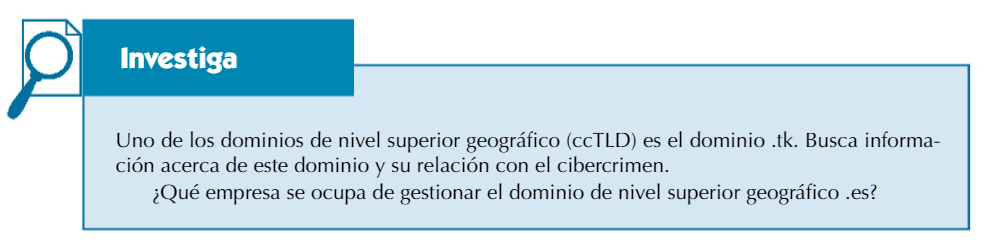 Investiga
Uno de los dominios de nivel superior geográfico (ccTLD) es el dominio .tk. Busca informa-
ción acerca de este dominio y su relación con el cibercrimen.
¿Qué empresa se ocupa de gestionar el dominio de nivel superior geográfico .es?